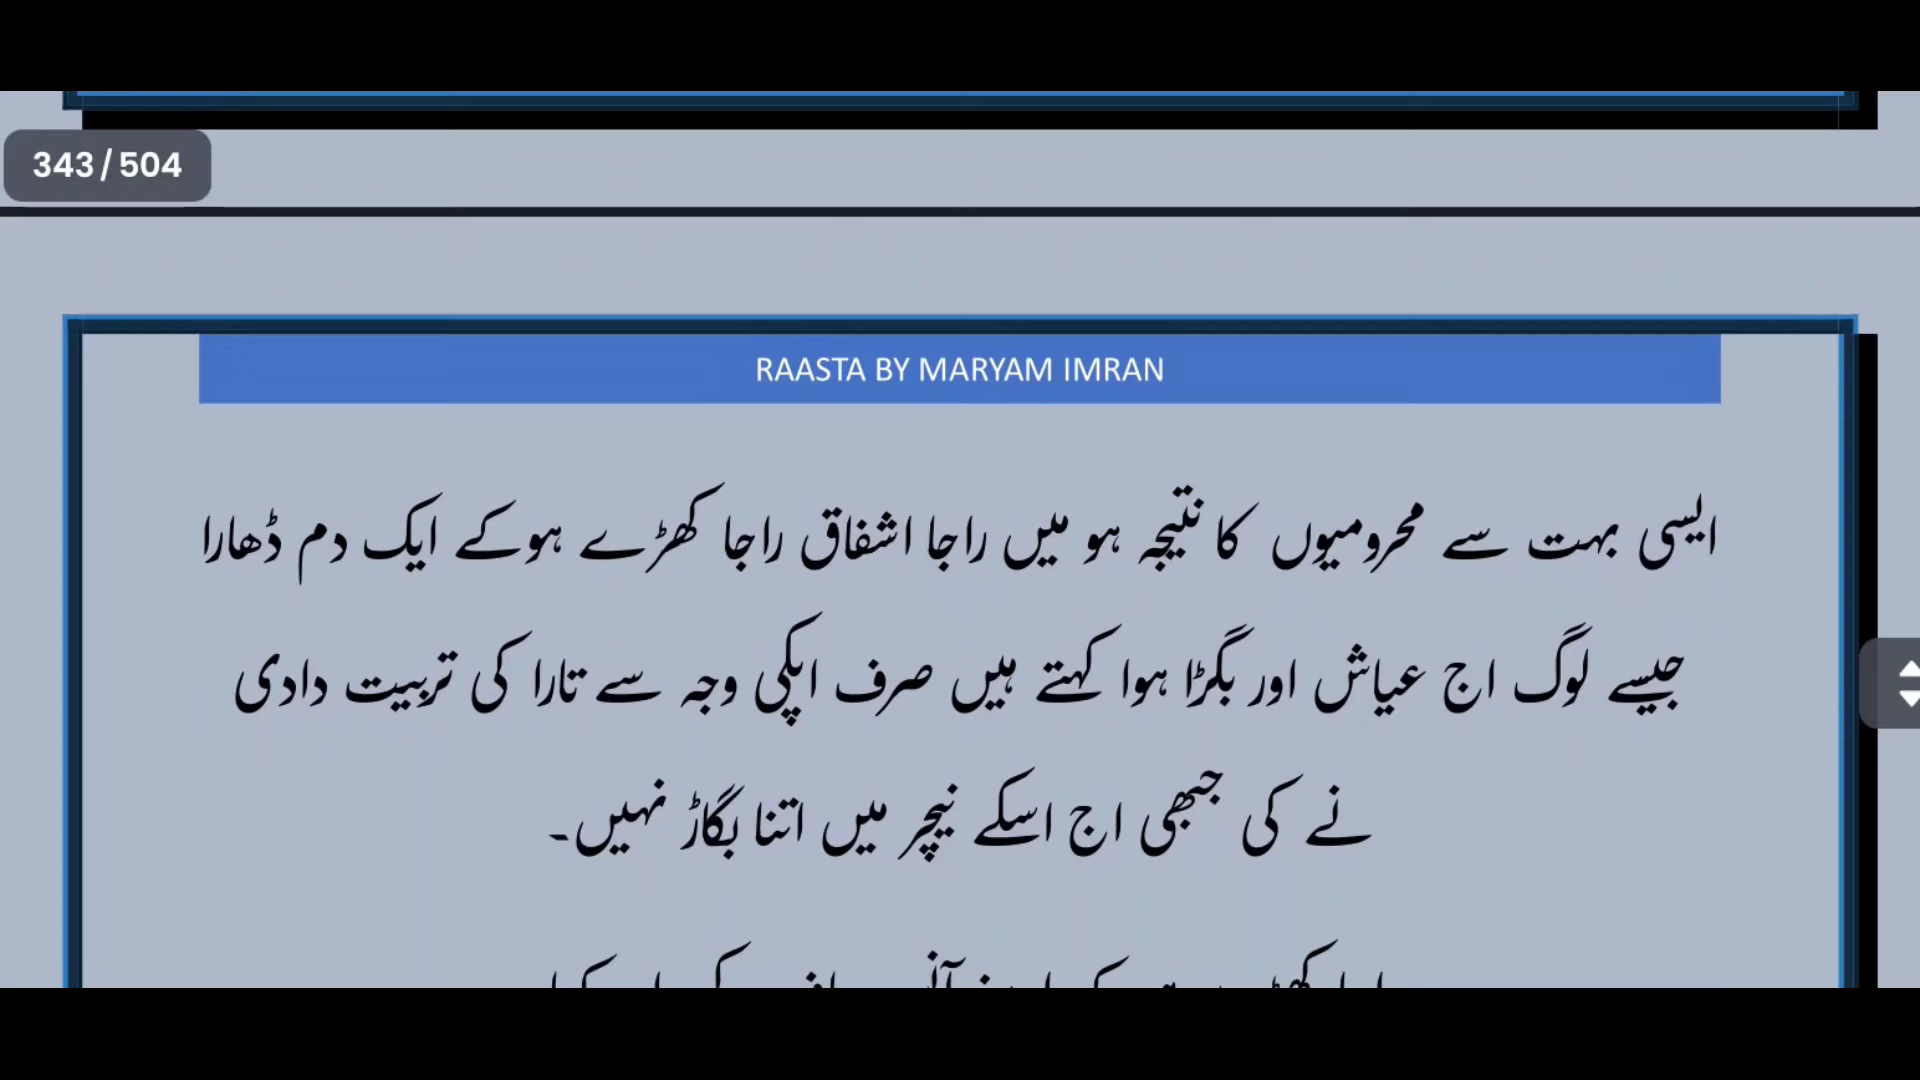 343/504
RAASTA BY MARYAM IMRAN
ایسی بہت سے محرومیوں کا نتیجہ ہو میں راجا اشفاق راجا کھڑے ہوکے ایک دم ڈھارا
جیسے لوگ اج عیاش اور بگڑا ہوا کہتے ہیں صرف اپکی وجہ سے تارا کی تربیت دادی
نے کی جبھی اج اسکے نیچر میں اتنا بگاڑ نہیں۔